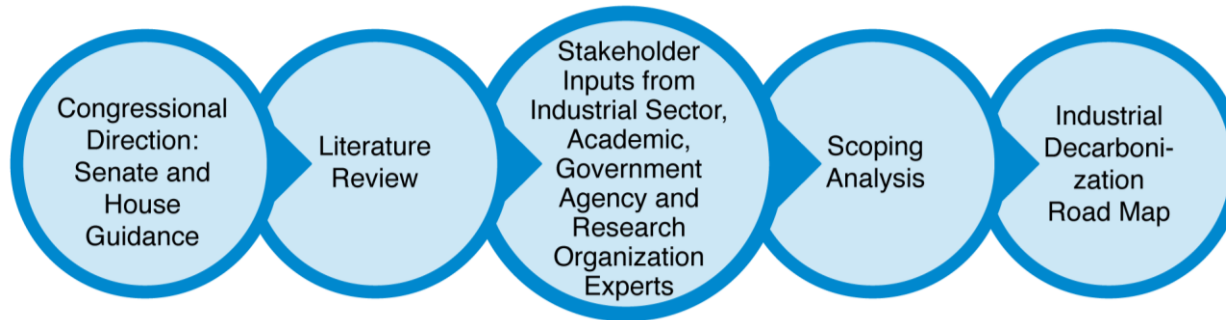 Congressional
Direction:
Senate and
House
Guidance
Literature
Review
Stakeholder
Inputs from
Industrial Sector,
Academic,
Government
Agency and
Research
Organization
Experts
Scoping
Analysis
Industrial
Decarboni-
zation
Road Map